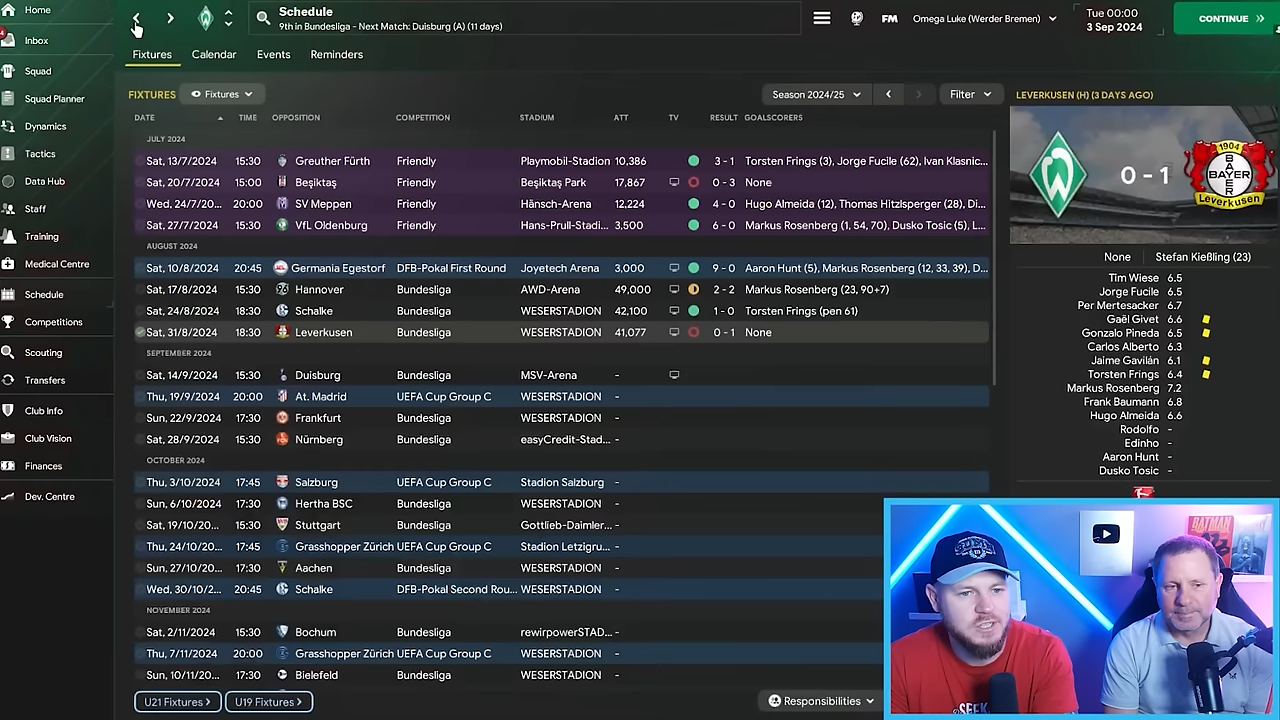 Home
Inbox
Squad
Squad Planner
Dynamics
Tactics
Data Hub
Staff
Training
Medical Centre
Schedule
Competitions
Scouting
Transfers
Club Info
Club Vision
Finances
Dev. Centre
Schedule
9th in Bundesliga - Next Match: Duisburg (A) (11 days)
FM
Omega Luke (Werder Bremen)
Tue 00:00
3 Sep 2024
CONTINUE
Fixtures Calendar Events Reminders
FIXTURES Fixtures Season 2024/25 Filter
DATE TIME OPPOSITION COMPETITION STADIUM ATT TV RESULT GOALSCORERS
JULY 2024
Sat, 13/7/2024 15:30 Greuther Fürth Friendly Playmobil-Stadion 10,386 3 - 1 Torsten Frings (3), Jorge Fucile (62), Ivan Klasnic...
Sat, 20/7/2024 15:00 Beşiktaş Friendly Beşiktaş Park 17,867 0 - 3 None
Wed, 24/7/20... 20:00 SV Meppen Friendly Hänsch-Arena 12,224 4 - 0 Hugo Almeida (12), Thomas Hitzlsperger (28), Di...
Sat, 27/7/2024 15:30 VfL Oldenburg Friendly Hans-Prull-Stadi... 3,500 6 - 0 Markus Rosenberg (1, 54, 70), Dusko Tosic (5), L...
AUGUST 2024
Sat, 10/8/2024 20:45 Germania Egestorf DFB-Pokal First Round Joyetech Arena 3,000 9 - 0 Aaron Hunt (5), Markus Rosenberg (12, 33, 39), D...
Sat, 17/8/2024 15:30 Hannover Bundesliga AWD-Arena 49,000 2 - 2 Markus Rosenberg (23, 90+7)
Sat, 24/8/2024 18:30 Schalke Bundesliga WESERSTADION 42,100 1 - 0 Torsten Frings (pen 61)
Sat, 31/8/2024 18:30 Leverkusen Bundesliga WESERSTADION 41,077 0 - 1 None
SEPTEMBER 2024
Sat, 14/9/2024 15:30 Duisburg Bundesliga MSV-Arena -
Thu, 19/9/2024 20:00 At. Madrid UEFA Cup Group C WESERSTADION -
Sun, 22/9/2024 17:30 Frankfurt Bundesliga WESERSTADION -
Sat, 28/9/2024 15:30 Nürnberg Bundesliga easyCredit-Stad... -
OCTOBER 2024
Thu, 3/10/2024 17:45 Salzburg UEFA Cup Group C Stadion Salzburg -
Sun, 6/10/2024 17:30 Hertha BSC Bundesliga WESERSTADION -
Sat, 19/10/20... 15:30 Stuttgart Bundesliga Gottlieb-Daimler... -
Thu, 24/10/20... 17:45 Grasshopper Zürich UEFA Cup Group C Stadion Letzigru... -
Sun, 27/10/20... 17:30 Aachen Bundesliga WESERSTADION -
Wed, 30/10/2... 20:45 Schalke DFB-Pokal Second Rou... WESERSTADION -
NOVEMBER 2024
Sat, 2/11/2024 15:30 Bochum Bundesliga rewirpowerSTAD... -
Thu, 7/11/2024 20:00 Grasshopper Zürich UEFA Cup Group C WESERSTADION -
Sun, 10/11/20... 17:30 Bielefeld Bundesliga WESERSTADION -
U21 Fixtures U19 Fixtures Responsibilities
LEVERKUSEN (H) (3 DAYS AGO)
0 - 1
1904
BAYER
BAYER
Leverkusen
None Stefan Kießling (23)
Tim Wiese 6.5
Jorge Fucile 6.5
Per Mertesacker 6.7
Gaël Givet 6.6
Gonzalo Pineda 6.5
Carlos Alberto 6.3
Jaime Gavilán 6.1
Torsten Frings 6.4
Markus Rosenberg 7.2
Frank Baumann 6.8
Hugo Almeida 6.6
Rodolfo -
Edinho -
Aaron Hunt -
Dusko Tosic -
BATMAN